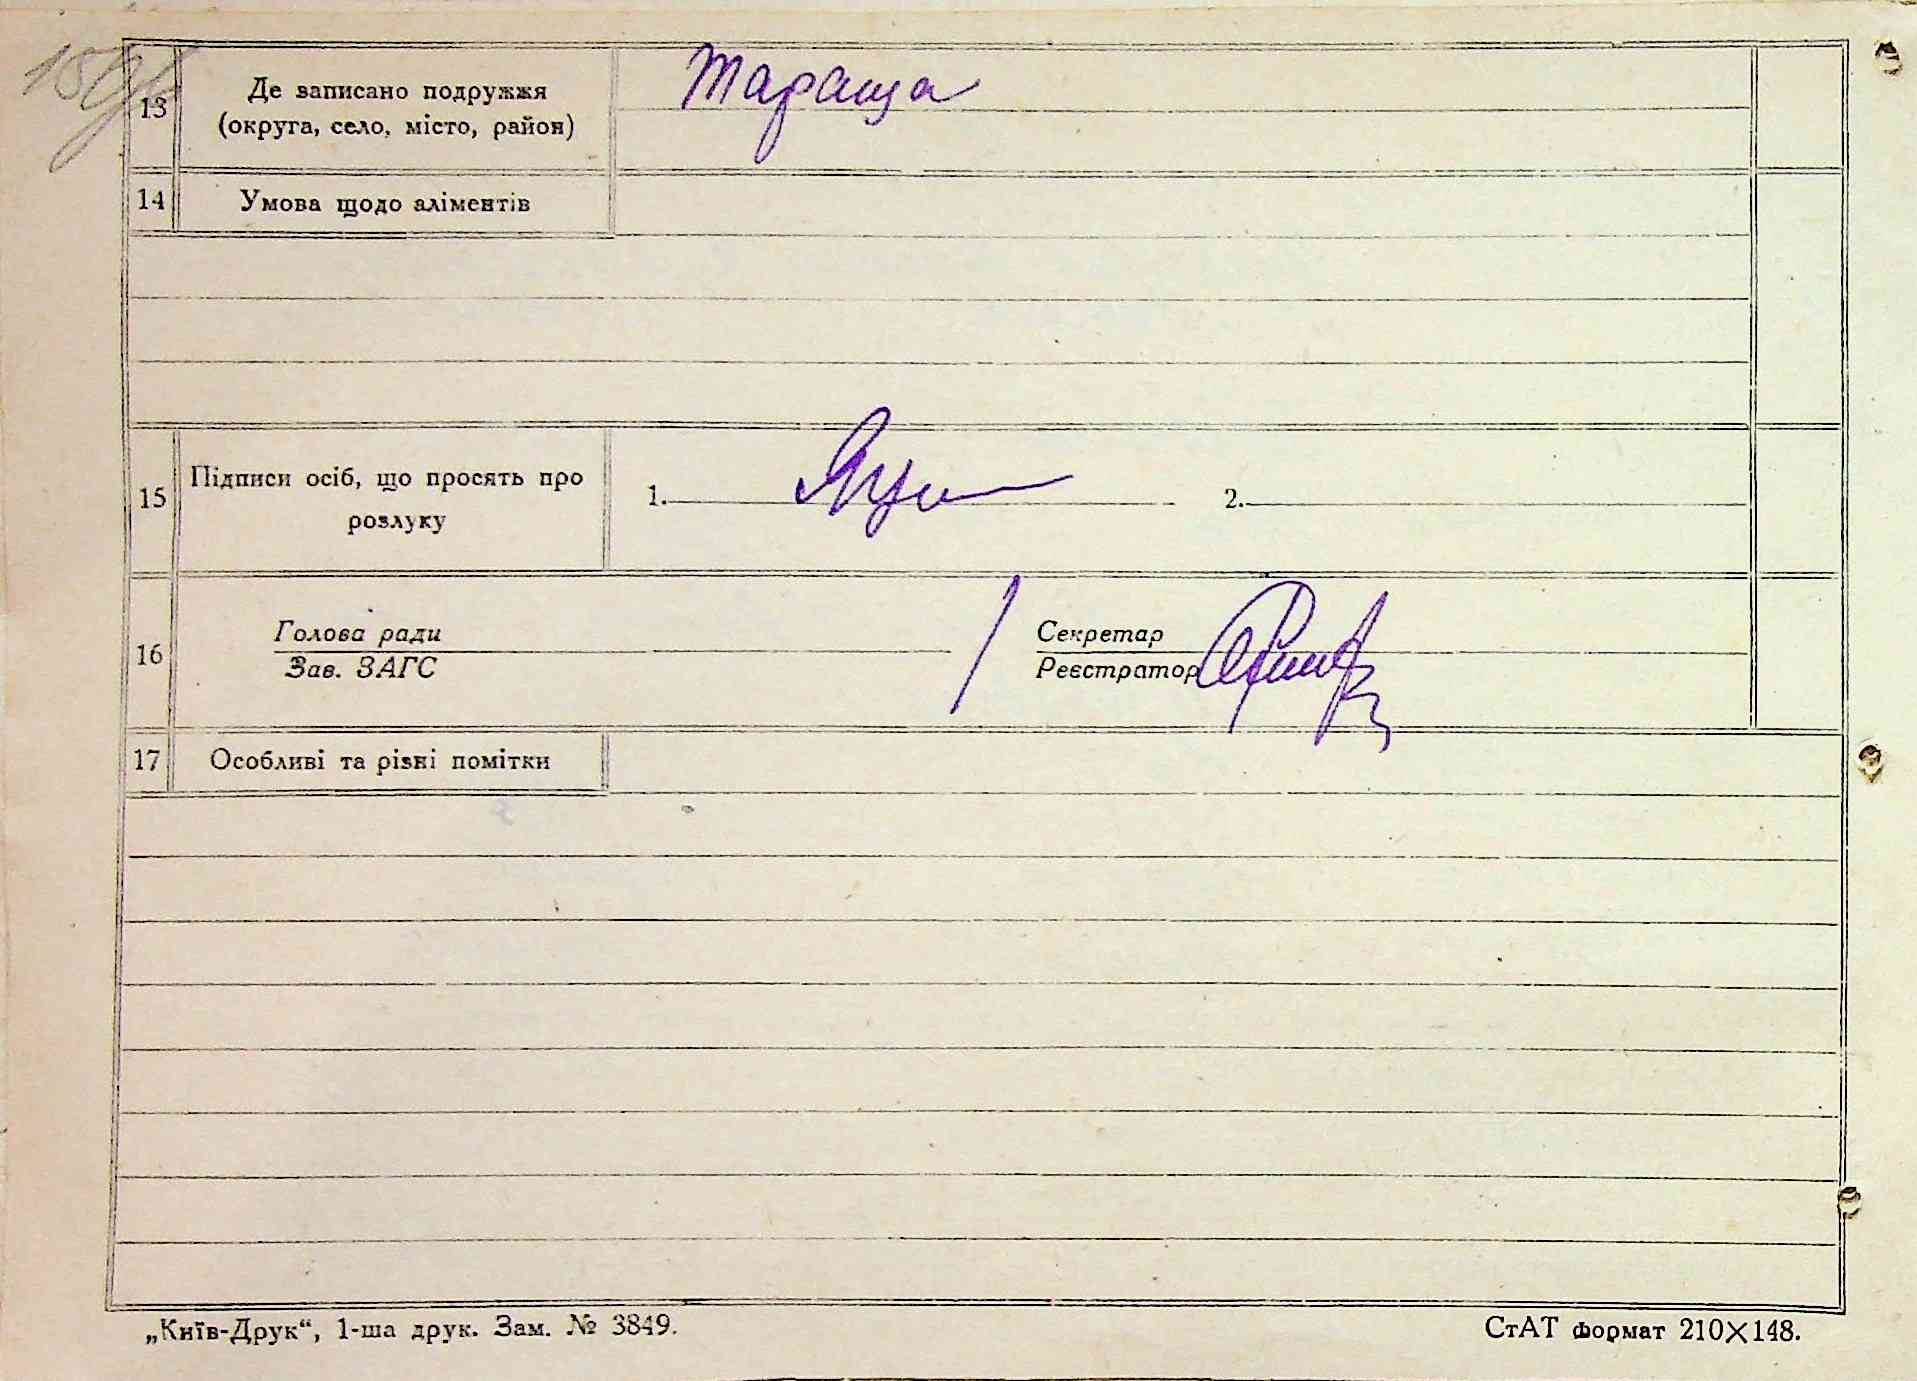 13 Де записано подружжя Тараща
(округа, село, місто, район)
14 Умова щодо аліментів
15 Підписи осіб, що просять про
розлуку
1. 2.
16 Голова ради Секретар
Зав. ЗАГС Реєстратор
17 Особливі та різні помітки
„Київ-Друк“, 1-ша друк. Зам. № 3849. СтАТ формат 210×148.